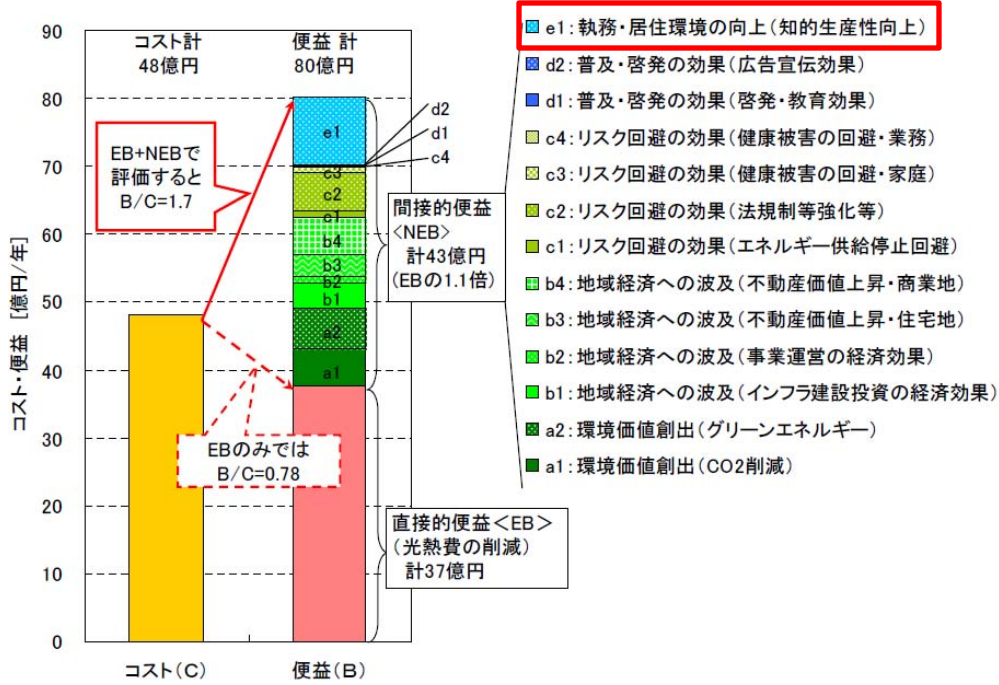 コスト・便益 [億円/年]
90
80
70
60
50
40
30
20
10
0
コスト計
48億円
便益 計
80億円
EB+NEBで
評価すると
B/C=1.7
EBのみでは
B/C=0.78
e1
d2
d1
c4
c3
c2
c1
b4
b3
b2
b1
a2
a1
間接的便益
<NEB>
計43億円
(EBの1.1倍)
直接的便益<EB>
(光熱費の削減)
計37億円
コスト(C)
便益(B)
e1:執務・居住環境の向上(知的生産性向上)
d2:普及・啓発の効果(広告宣伝効果)
d1:普及・啓発の効果(啓発・教育効果)
c4:リスク回避の効果(健康被害の回避・業務)
c3:リスク回避の効果(健康被害の回避・家庭)
c2:リスク回避の効果(法規制等強化等)
c1:リスク回避の効果(エネルギー供給停止回避)
b4:地域経済への波及(不動産価値上昇・商業地)
b3:地域経済への波及(不動産価値上昇・住宅地)
b2:地域経済への波及(事業運営の経済効果)
b1:地域経済への波及(インフラ建設投資の経済効果)
a2:環境価値創出(グリーンエネルギー)
a1:環境価値創出(CO2削減)